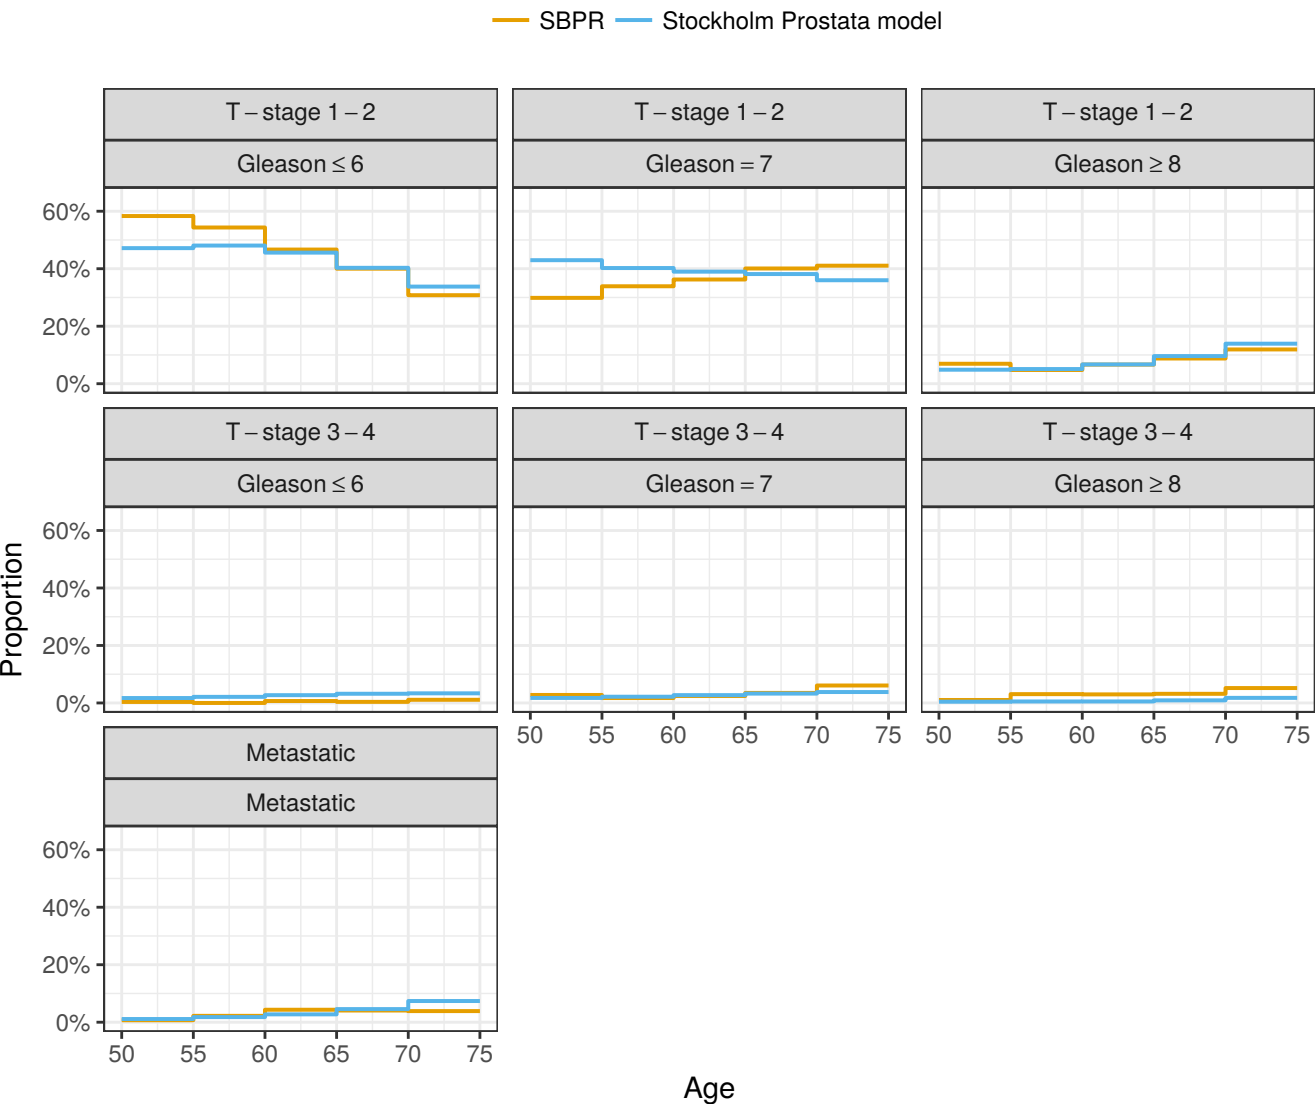 SBPR Stockholm Prostata model
T – stage 1 – 2 T – stage 1 – 2 T – stage 1 – 2
Gleason ≤ 6 Gleason = 7 Gleason ≥ 8
60%
40%
20%
0%
T – stage 3 – 4 T – stage 3 – 4 T – stage 3 – 4
Gleason ≤ 6 Gleason = 7 Gleason ≥ 8
60%
40%
20%
0%
50 55 60 65 70 75 50 55 60 65 70 75
Metastatic
Metastatic
60%
40%
20%
0%
50 55 60 65 70 75
Proportion
Age